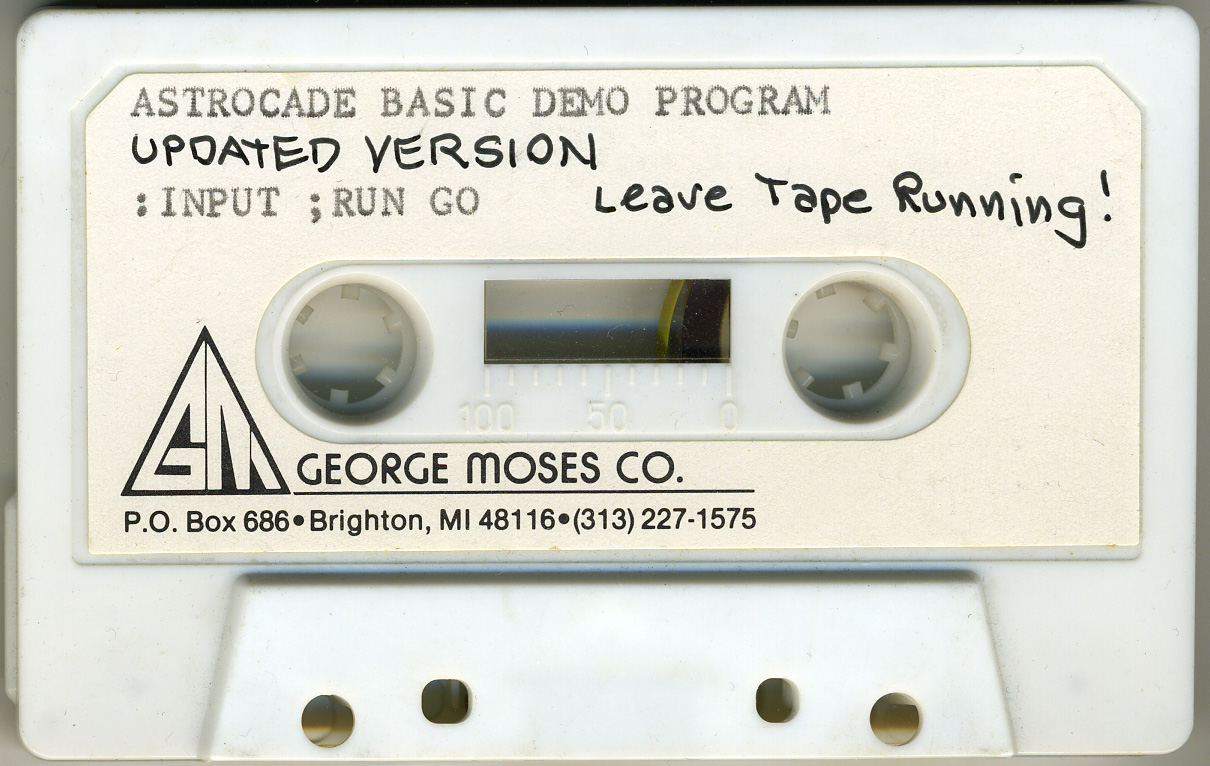 ASTROCADE BASIC DEMO PROGRAM
UPDATED VERSION
:INPUT ;RUN GO Leave Tape Running!
100 50 0
GM GEORGE MOSES CO.
P.O. Box 686•Brighton, MI 48116•(313) 227-1575